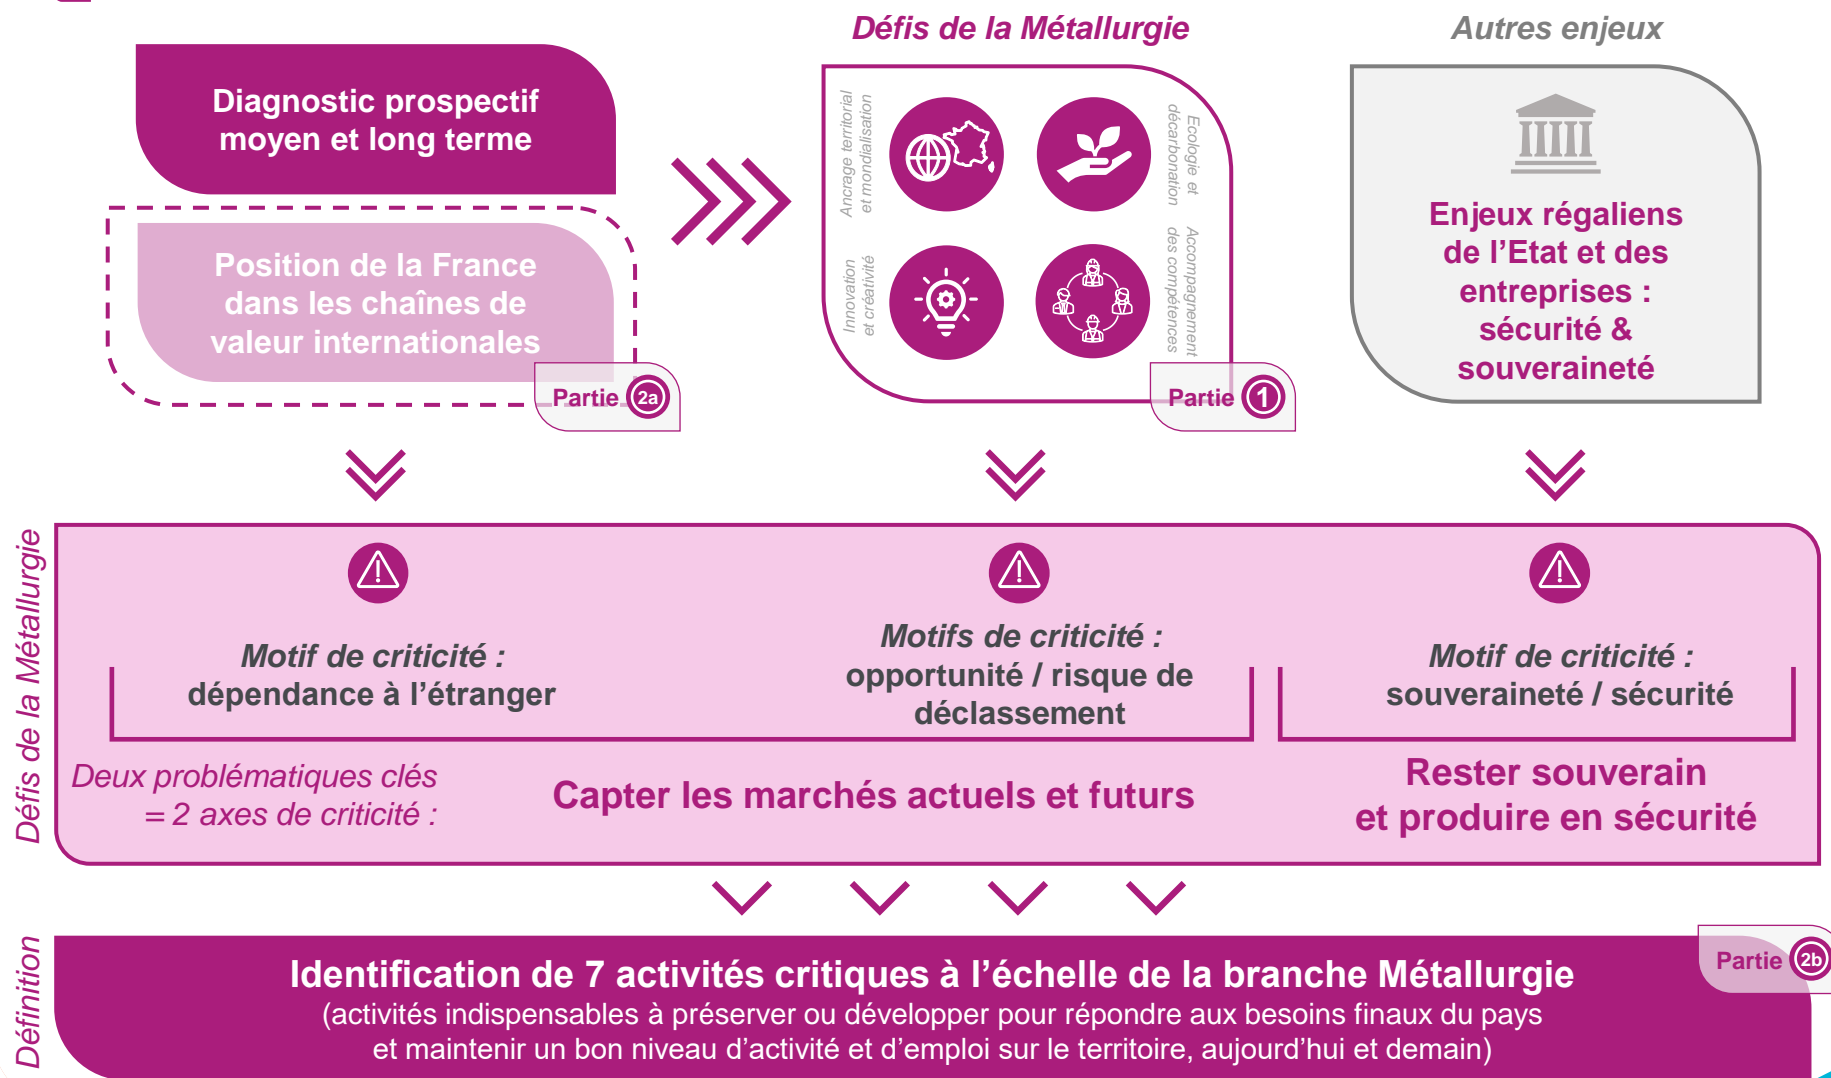 Défis de la Métallurgie
Autres enjeux
Diagnostic prospectif
moyen et long terme
Position de la France
dans les chaînes de
valeur internationales
Partie 2a
Ancrage territorial
et mondialisation
Ecologie et
décarbonation
Innovation
et créativité
Accompagnement
des compétences
Partie 1
Enjeux régaliens
de l’Etat et des
entreprises :
sécurité &
souveraineté
Défis de la Métallurgie
Motif de criticité :
dépendance à l’étranger
Motifs de criticité :
opportunité / risque de
déclassement
Motif de criticité :
souveraineté / sécurité
Deux problématiques clés
= 2 axes de criticité :
Capter les marchés actuels et futurs
Rester souverain
et produire en sécurité
Définition
Partie 2b
Identification de 7 activités critiques à l’échelle de la branche Métallurgie
(activités indispensables à préserver ou développer pour répondre aux besoins finaux du pays
et maintenir un bon niveau d’activité et d’emploi sur le territoire, aujourd’hui et demain)